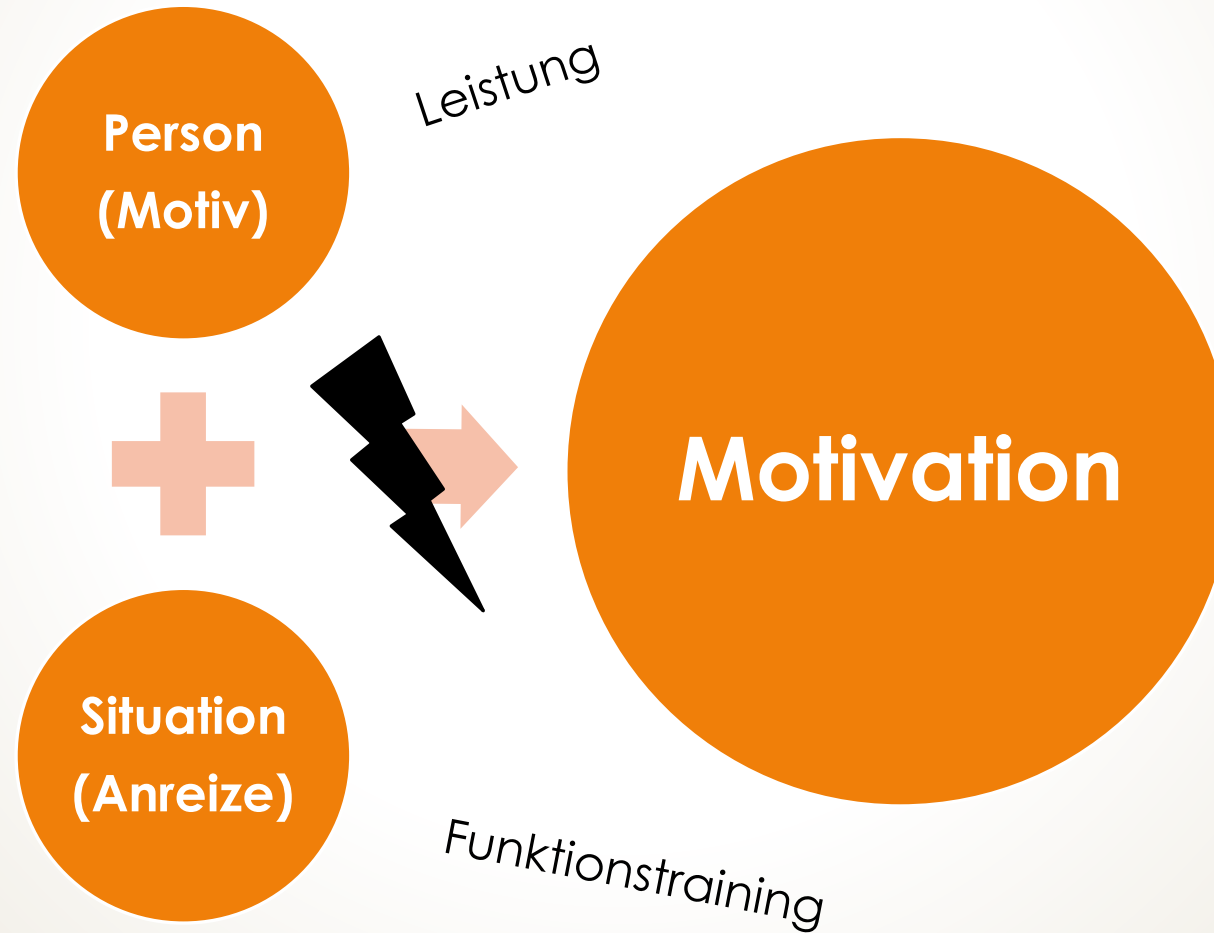 Person
(Motiv)
Leistung
Motivation
Situation
(Anreize)
Funktionstraining